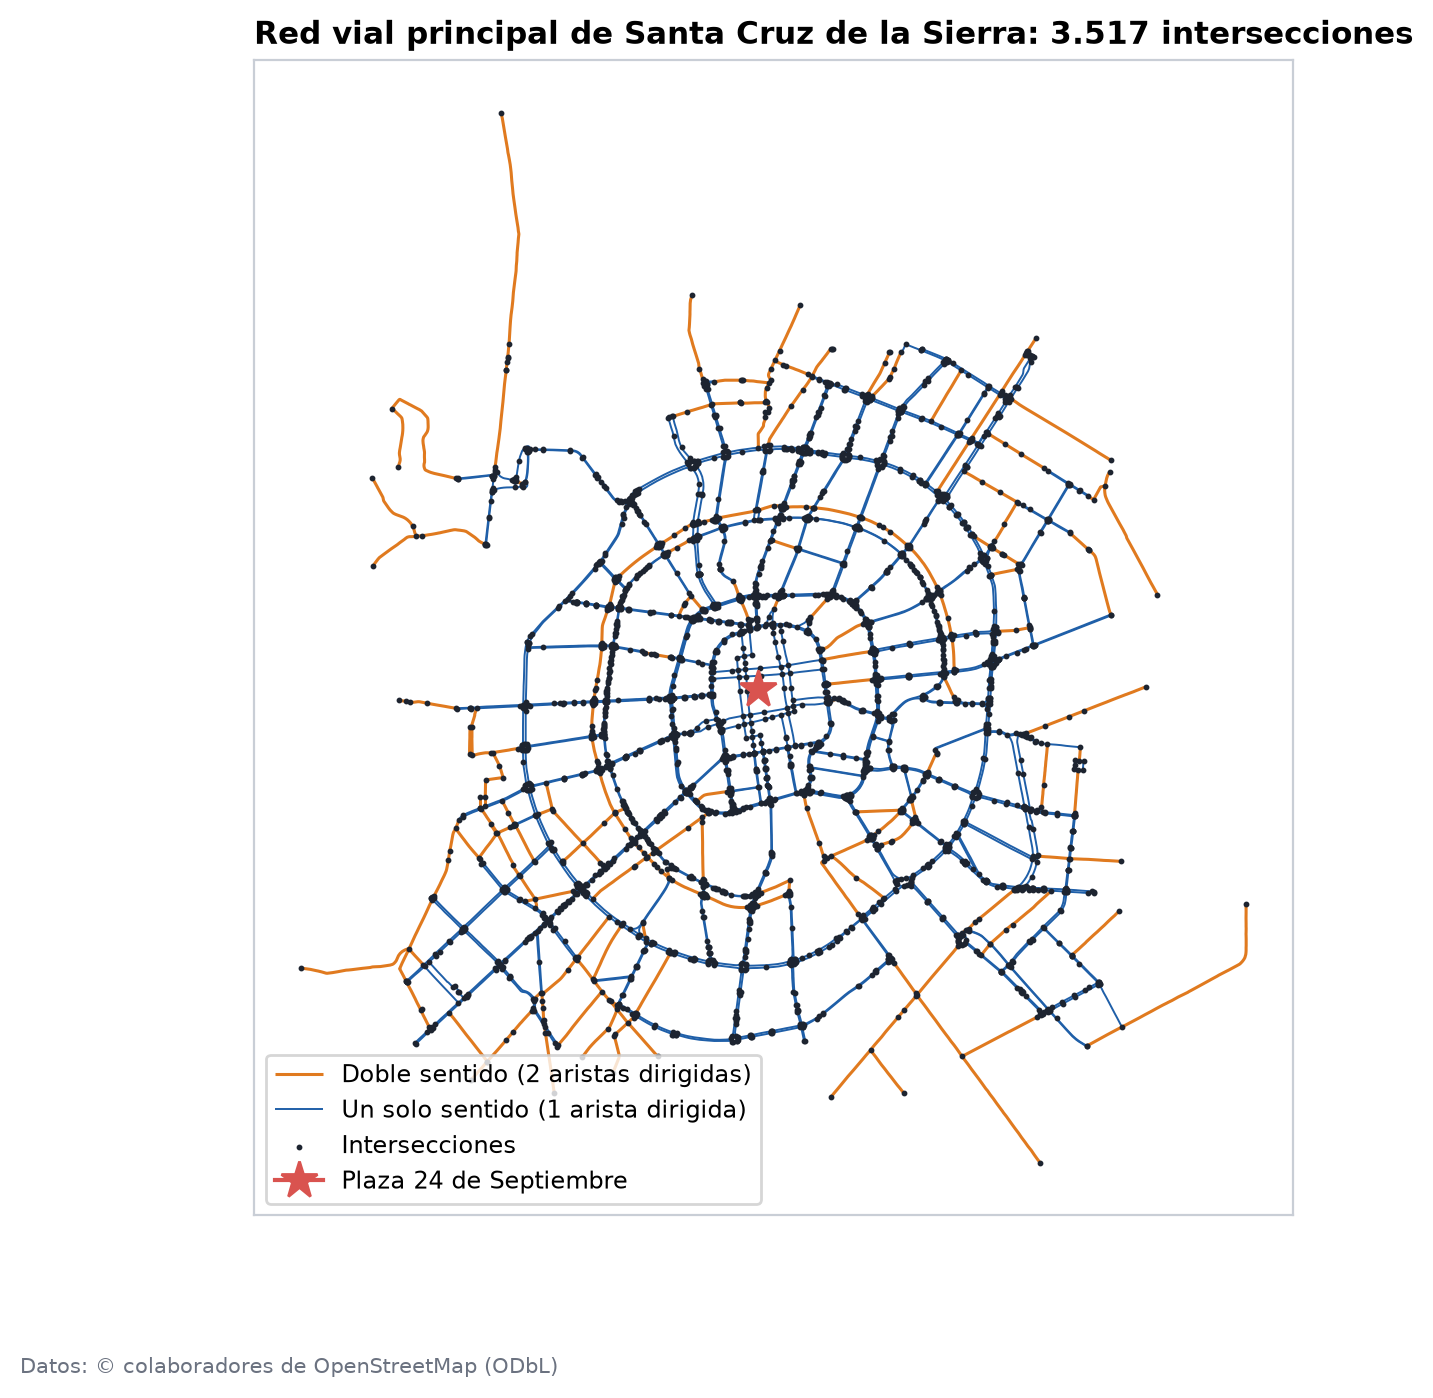 Red vial principal de Santa Cruz de la Sierra: 3.517 intersecciones
Doble sentido (2 aristas dirigidas)
Un solo sentido (1 arista dirigida)
Intersecciones
Plaza 24 de Septiembre
Datos: © colaboradores de OpenStreetMap (ODbL)